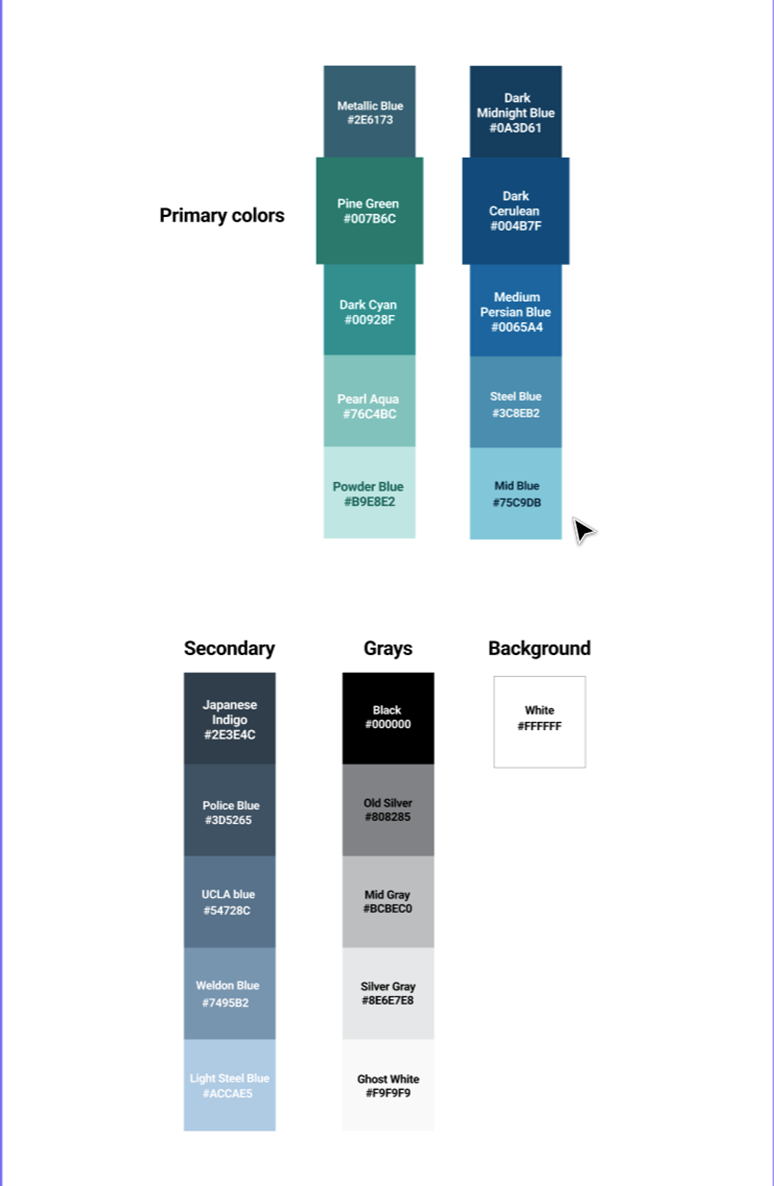 Primary colors
Metallic Blue
#2E6173
Pine Green
#007B6C
Dark Cyan
#00928F
Pearl Aqua
#76C4BC
Powder Blue
#B9E8E2
Dark
Midnight Blue
#0A3D61
Dark
Cerulean
#004B7F
Medium
Persian Blue
#0065A4
Steel Blue
#3C8EB2
Mid Blue
#75C9DB
Secondary
Japanese
Indigo
#2E3E4C
Police Blue
#3D5265
UCLA blue
#54728C
Weldon Blue
#7495B2
Light Steel Blue
#ACCAE5
Grays
Black
#000000
Old Silver
#808285
Mid Gray
#BCBEC0
Silver Gray
#8E6E7E8
Ghost White
#F9F9F9
Background
White
#FFFFFF